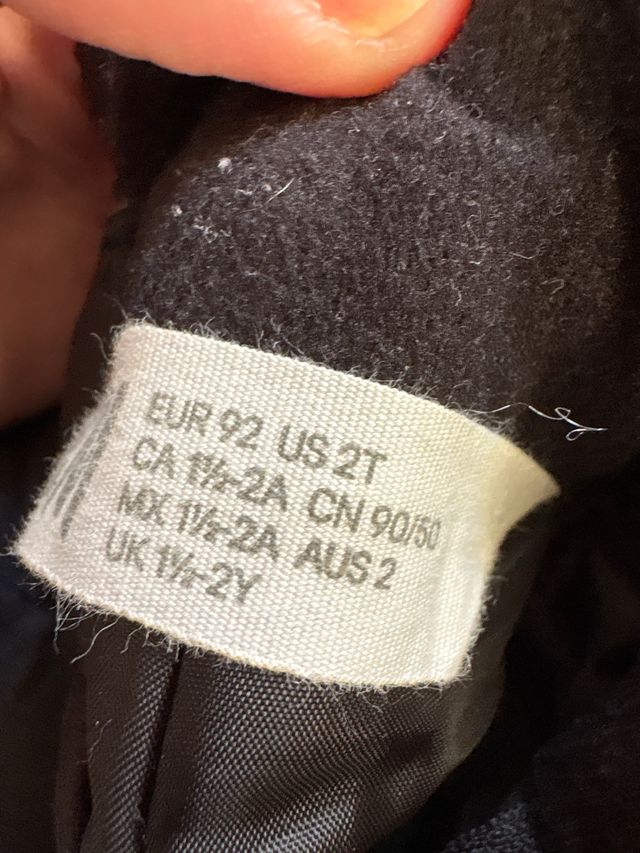 EUR 92 US 2T
CA 1½-2A CN 90/50
MX 1½-2A AUS 2
UK 1½-2Y